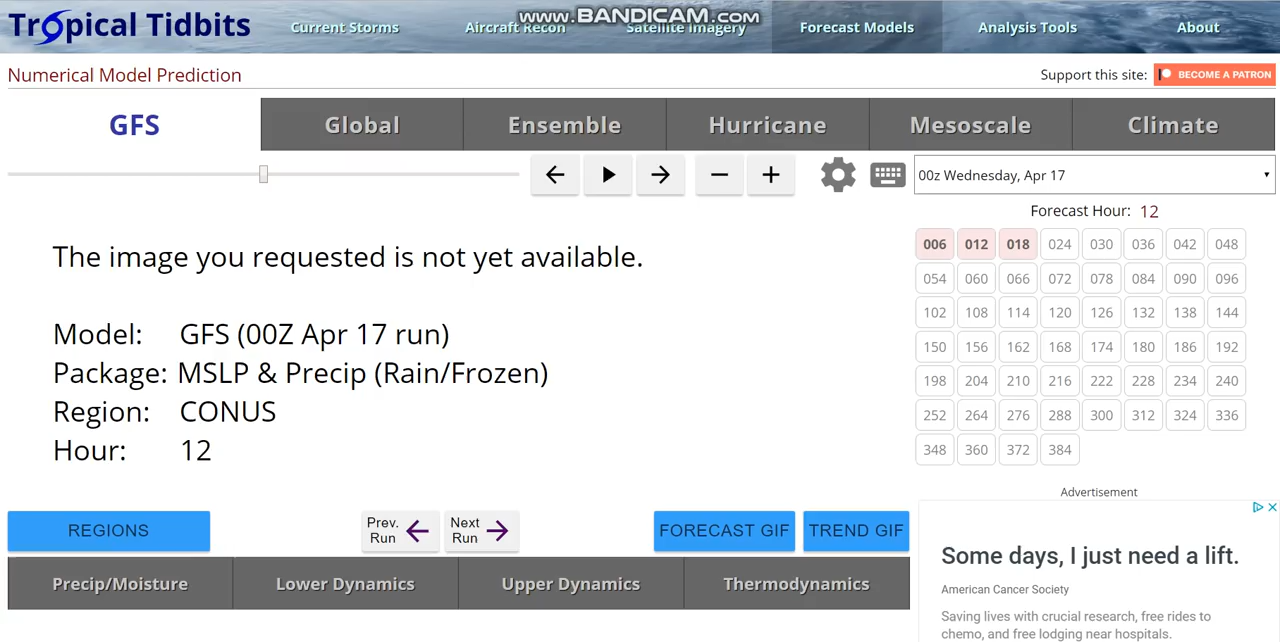 Tropical Tidbits
Current Storms
Aircraft Recon
Satellite Imagery
Forecast Models
Analysis Tools
About
www.BANDICAM.com
Numerical Model Prediction
Support this site:
BECOME A PATRON
GFS
Global
Ensemble
Hurricane
Mesoscale
Climate
00z Wednesday, Apr 17
Forecast Hour: 12
006 012 018 024 030 036 042 048
054 060 066 072 078 084 090 096
102 108 114 120 126 132 138 144
150 156 162 168 174 180 186 192
198 204 210 216 222 228 234 240
252 264 276 288 300 312 324 336
348 360 372 384
The image you requested is not yet available.
Model: GFS (00Z Apr 17 run)
Package: MSLP & Precip (Rain/Frozen)
Region: CONUS
Hour: 12
REGIONS
Prev.
Run
Next
Run
FORECAST GIF
TREND GIF
Precip/Moisture
Lower Dynamics
Upper Dynamics
Thermodynamics
Advertisement
Some days, I just need a lift.
American Cancer Society
Saving lives with crucial research, free rides to
chemo, and free lodging near hospitals.